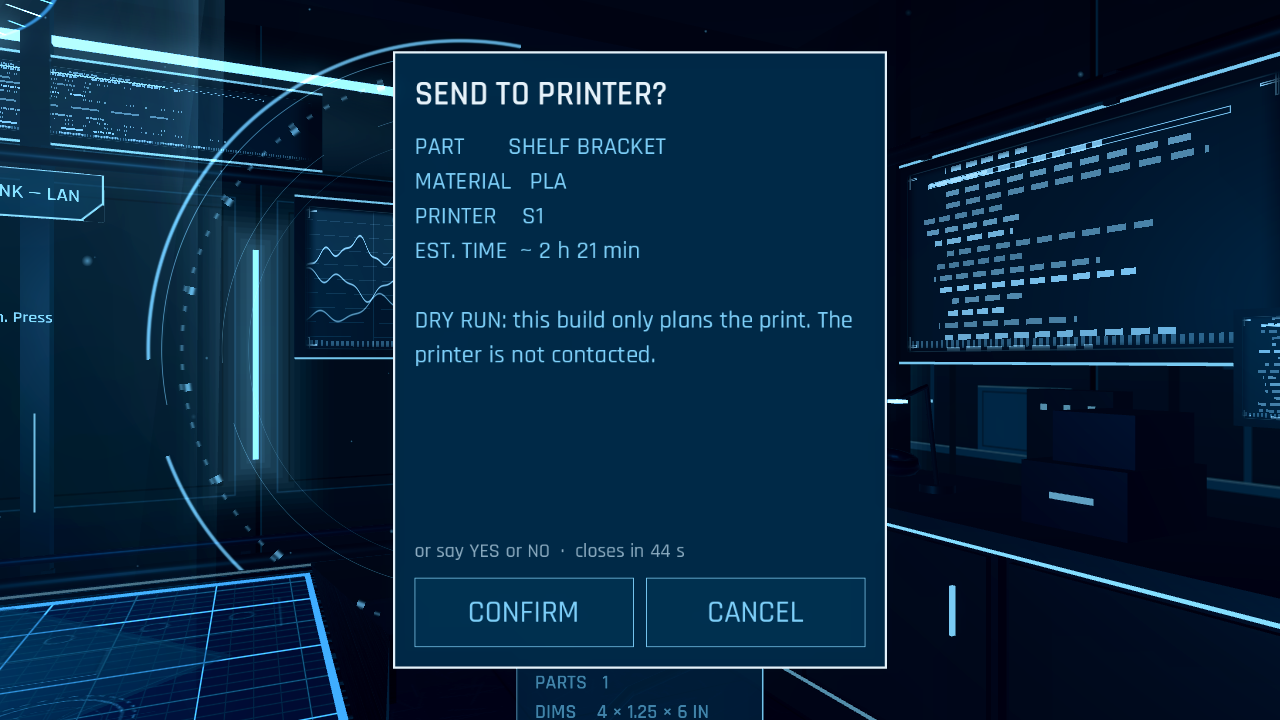 SEND TO PRINTER?
PART SHELF BRACKET
MATERIAL PLA
PRINTER S1
EST. TIME ~ 2 h 21 min
DRY RUN: this build only plans the print. The
printer is not contacted.
or say YES or NO · closes in 44 s
CONFIRM CANCEL
NK – LAN
. Press
PARTS 1
DIMS 4 × 1.25 × 6 IN